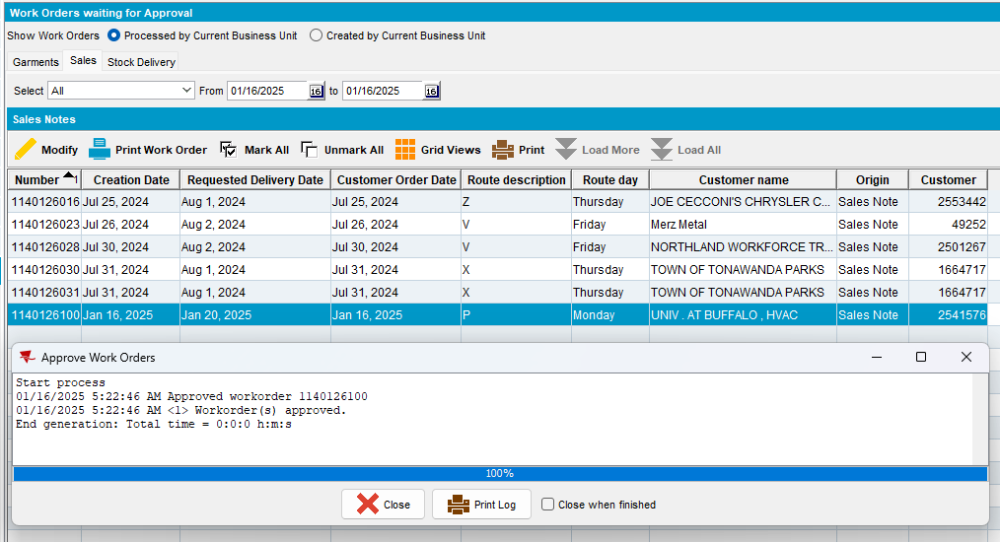 Work Orders waiting for Approval
Show Work Orders Processed by Current Business Unit Created by Current Business Unit
Garments Sales Stock Delivery
Select All From 01/16/2025 16 to 01/16/2025 16
Sales Notes
Modify Print Work Order Mark All Unmark All Grid Views Print Load More Load All
Number 1 Creation Date Requested Delivery Date Customer Order Date Route description Route day Customer name Origin Customer
1140126016 Jul 25, 2024 Aug 1, 2024 Jul 25, 2024 Z Thursday JOE CECCONI'S CHRYSLER C... Sales Note 2553442
1140126023 Jul 26, 2024 Aug 2, 2024 Jul 26, 2024 V Friday Merz Metal Sales Note 49252
1140126028 Jul 30, 2024 Aug 2, 2024 Jul 30, 2024 V Friday NORTHLAND WORKFORCE TR... Sales Note 2501267
1140126030 Jul 31, 2024 Aug 1, 2024 Jul 31, 2024 X Thursday TOWN OF TONAWANDA PARKS Sales Note 1664717
1140126031 Jul 31, 2024 Aug 1, 2024 Jul 31, 2024 X Thursday TOWN OF TONAWANDA PARKS Sales Note 1664717
1140126100 Jan 16, 2025 Jan 20, 2025 Jan 16, 2025 P Monday UNIV . AT BUFFALO , HVAC Sales Note 2541576
Approve Work Orders
Start process
01/16/2025 5:22:46 AM Approved workorder 1140126100
01/16/2025 5:22:46 AM <1> Workorder(s) approved.
End generation: Total time = 0:0:0 h:m:s
100%
Close Print Log Close when finished